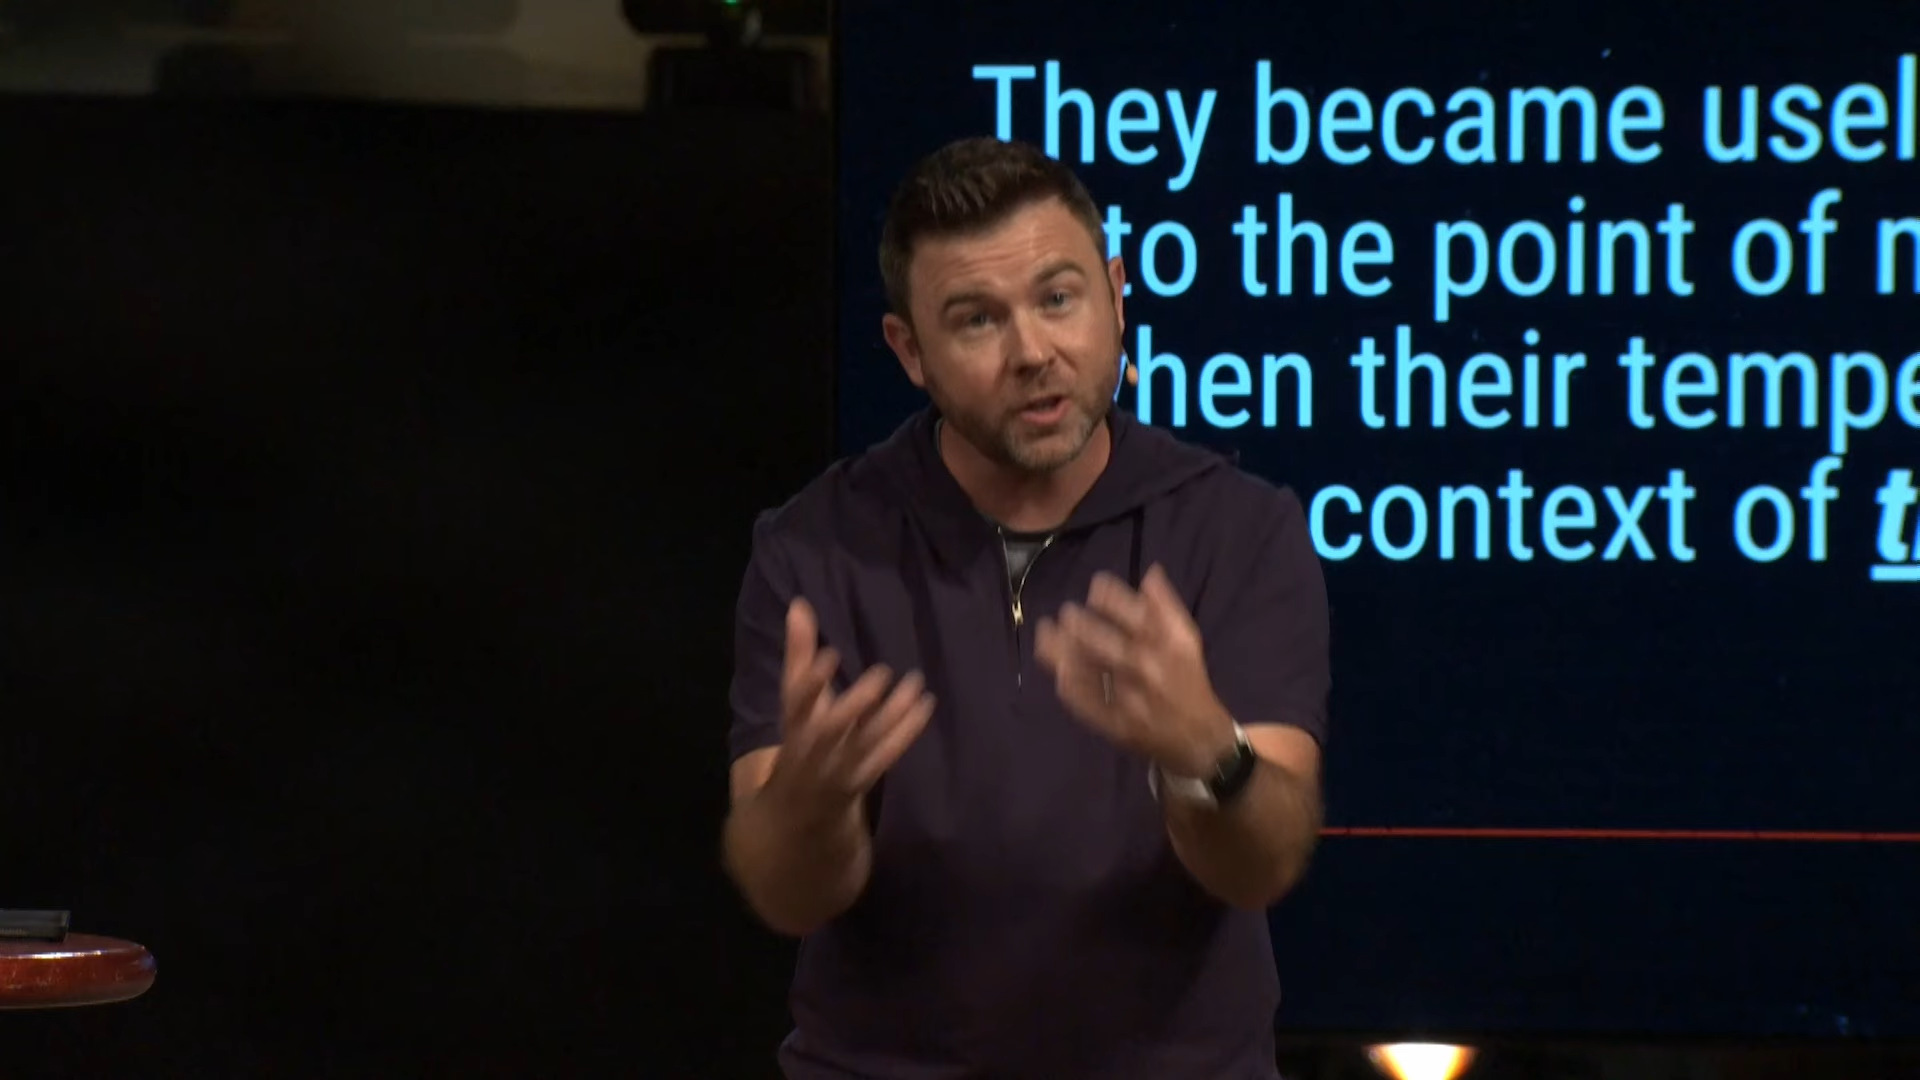 They became usel
to the point of
hen their tempe
context of